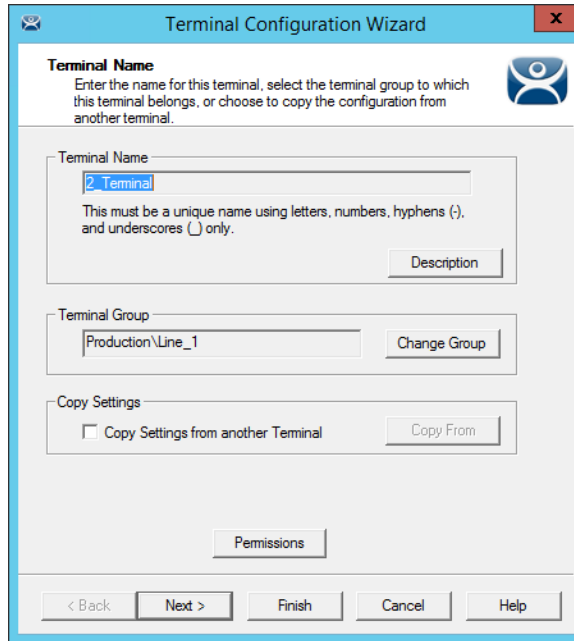 Terminal Configuration Wizard
x
Terminal Name
Enter the name for this terminal, select the terminal group to which
this terminal belongs, or choose to copy the configuration from
another terminal.
Terminal Name
2_Terminal
This must be a unique name using letters, numbers, hyphens (-),
and underscores (_) only.
Description
Terminal Group
Production\Line_1
Change Group
Copy Settings
Copy Settings from another Terminal
Copy From
Permissions
< Back
Next >
Finish
Cancel
Help